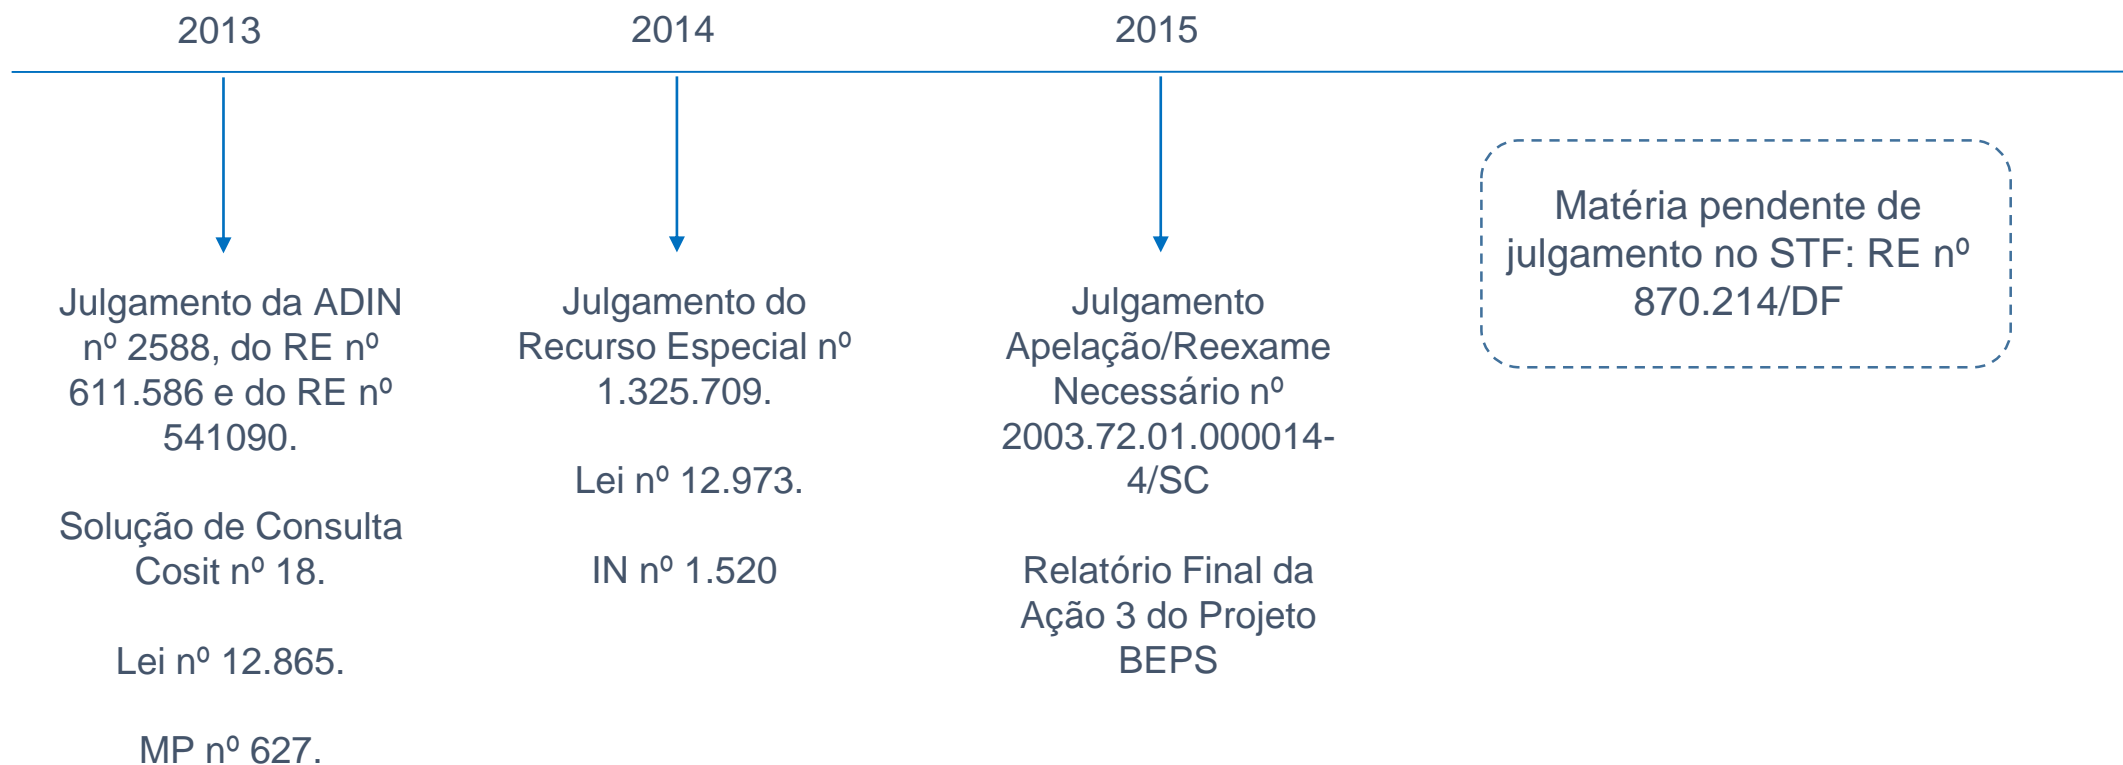 2013
2014
2015
Julgamento da ADIN
nº 2588, do RE nº
611.586 e do RE nº
541090.
Solução de Consulta
Cosit nº 18.
Lei nº 12.865.
MP nº 627.
Julgamento do
Recurso Especial nº
1.325.709.
Lei nº 12.973.
IN nº 1.520
Julgamento
Apelação/Reexame
Necessário nº
2003.72.01.000014-
4/SC
Relatório Final da
Ação 3 do Projeto
BEPS
Matéria pendente de
julgamento no STF: RE nº
870.214/DF